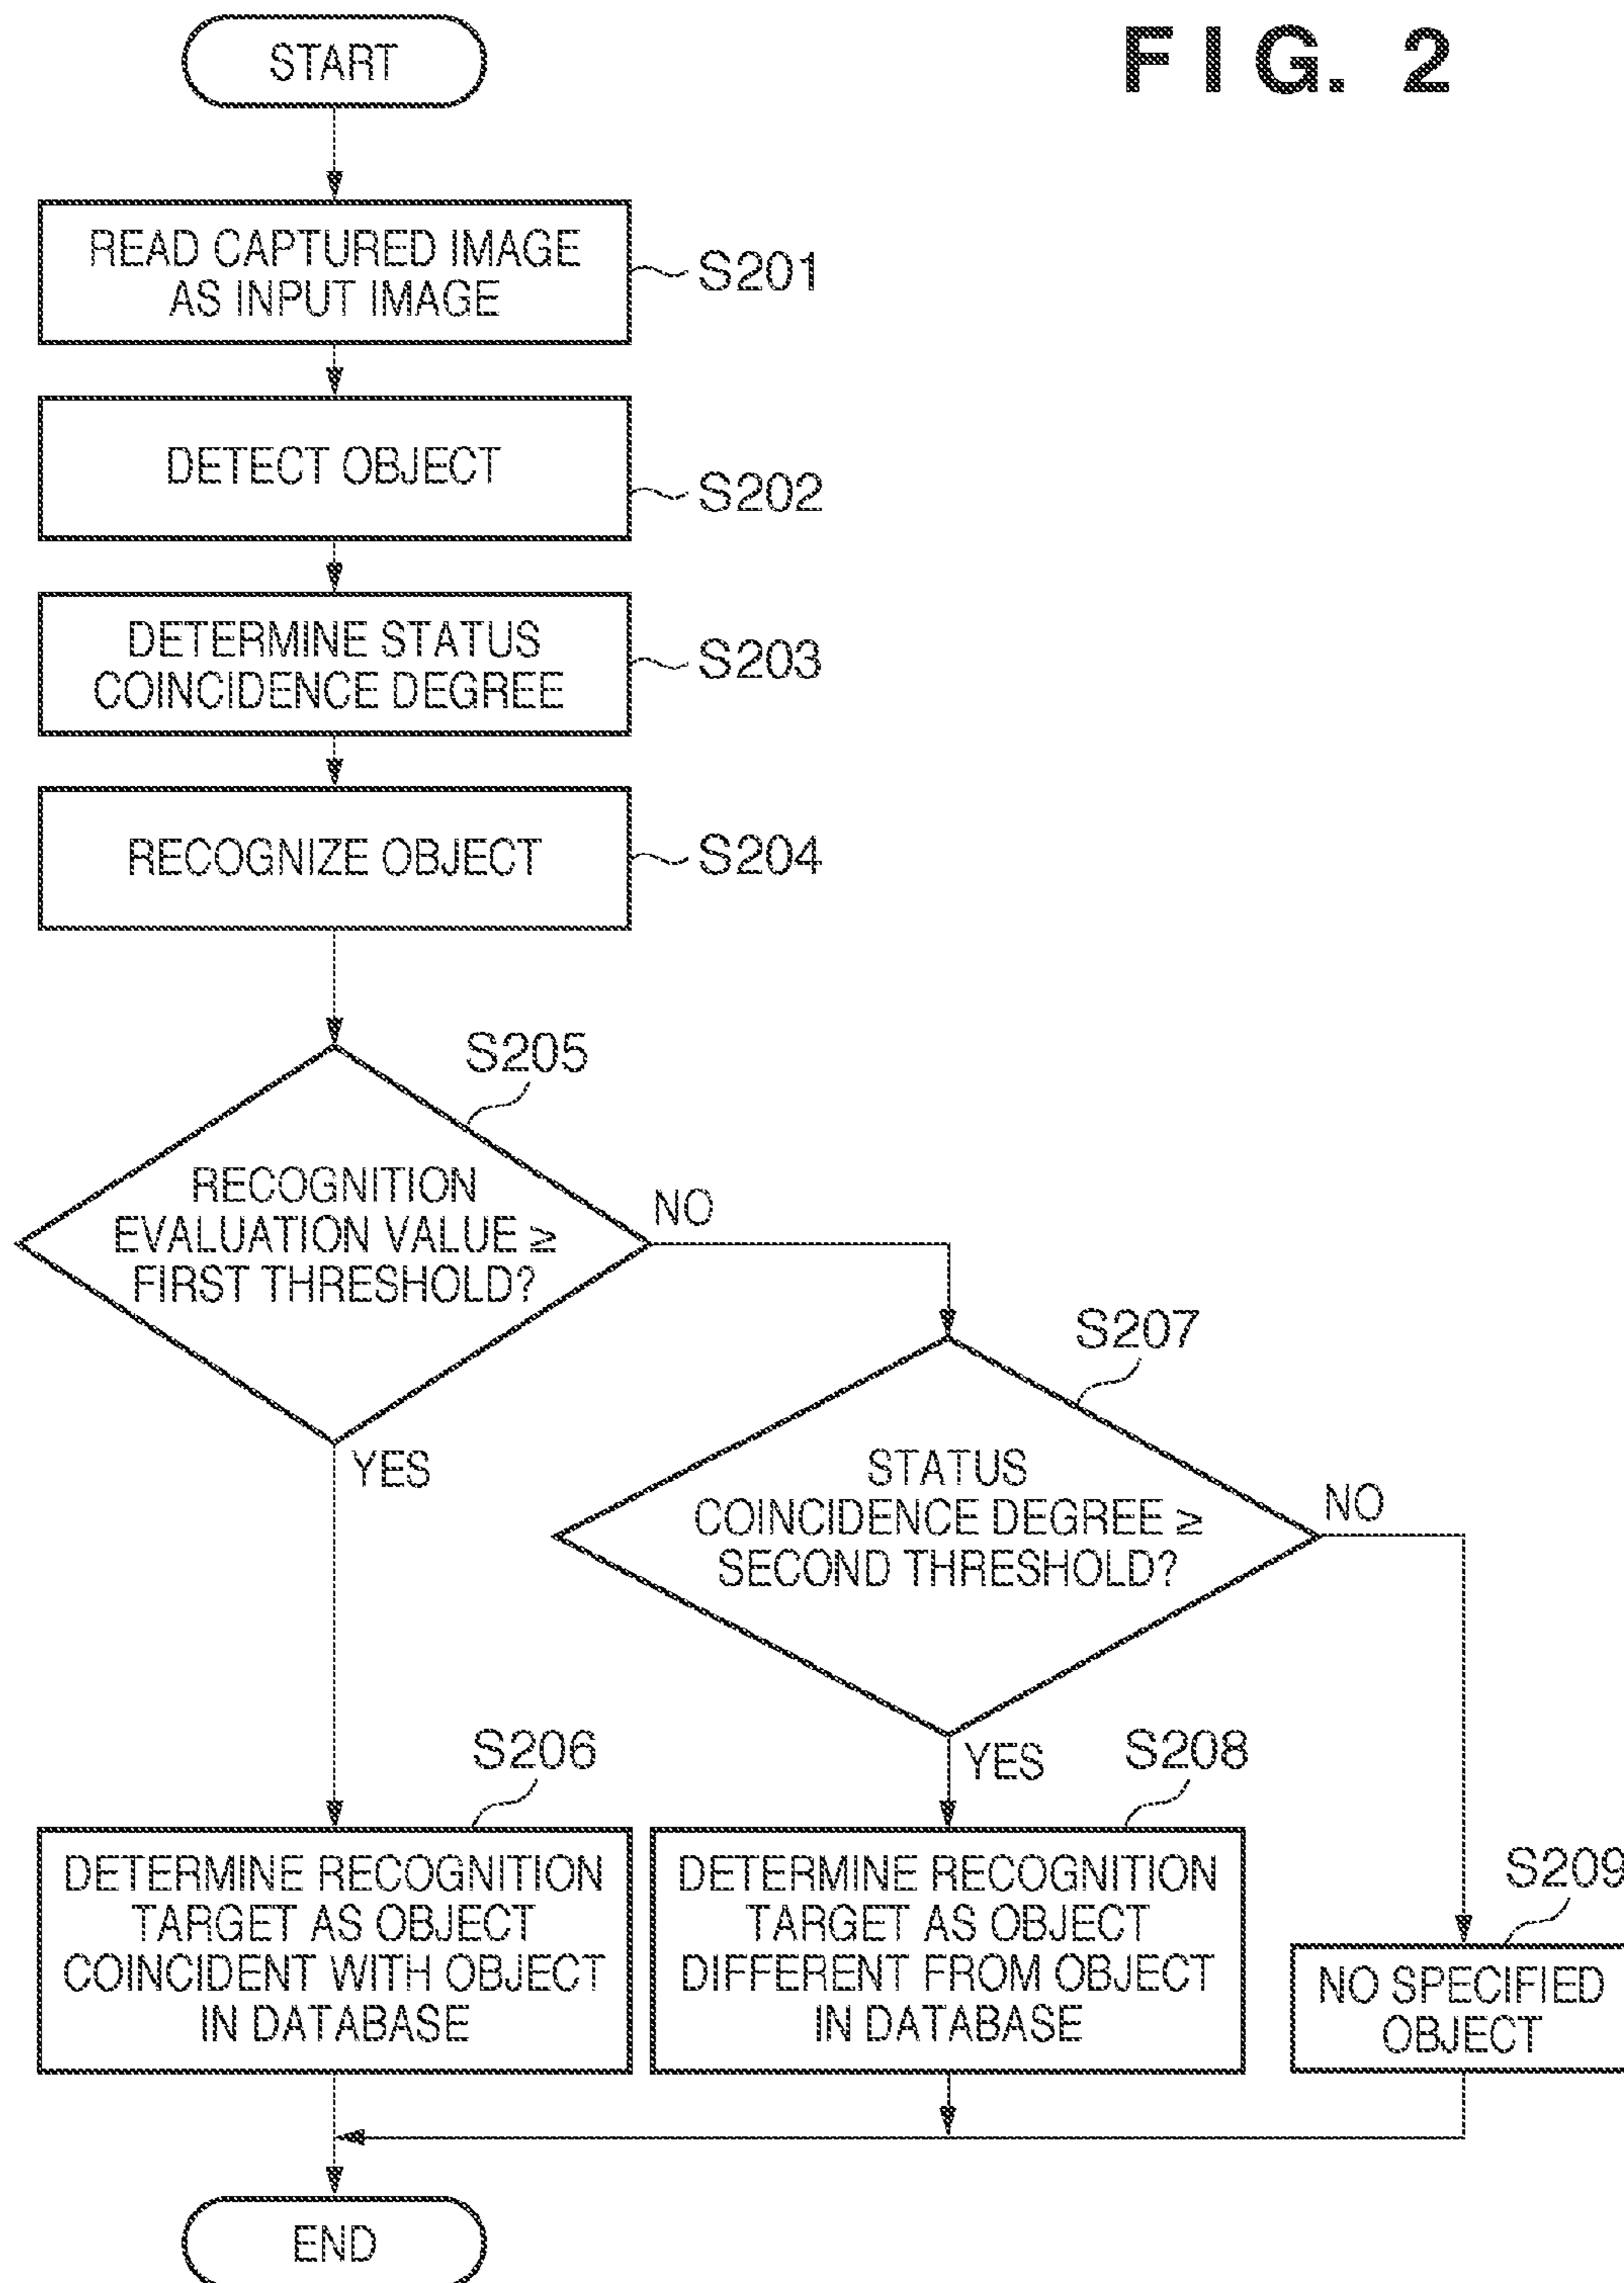 FIG. 2
START
READ CAPTURED IMAGE
AS INPUT IMAGE
S201
DETECT OBJECT
S202
DETERMINE STATUS
COINCIDENCE DEGREE
S203
RECOGNIZE OBJECT
S204
S205
RECOGNITION
EVALUATION VALUE ≥
FIRST THRESHOLD?
NO
YES
S207
STATUS
COINCIDENCE DEGREE ≥
SECOND THRESHOLD?
NO
YES
S206
DETERMINE RECOGNITION
TARGET AS OBJECT
COINCIDENT WITH OBJECT
IN DATABASE
S208
DETERMINE RECOGNITION
TARGET AS OBJECT
DIFFERENT FROM OBJECT
IN DATABASE
S209
NO SPECIFIED
OBJECT
END